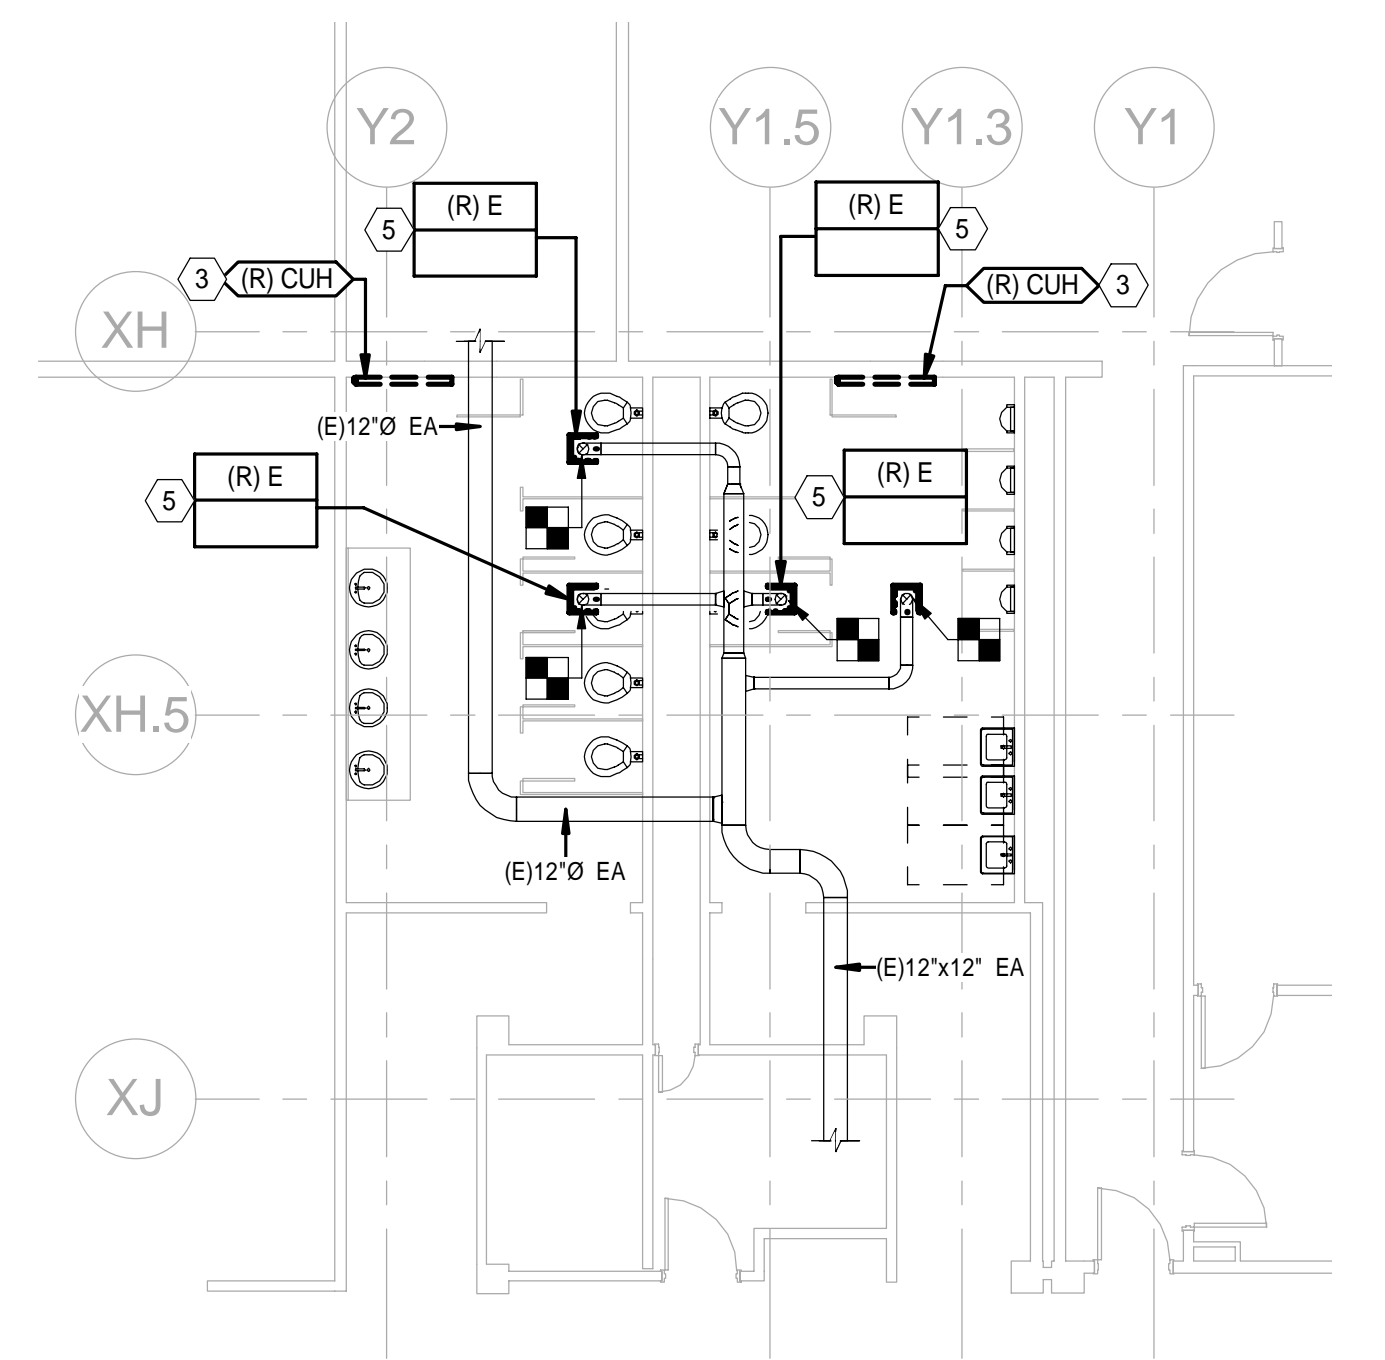 Y2
Y1.5
Y1.3
Y1
(R) E
5
(R) E
5
3
(R) CUH
(R) CUH
3
XH
(E)12"Ø EA
(R) E
5
(R) E
5
XH.5
(E)12"Ø EA
(E)12"x12" EA
XJ